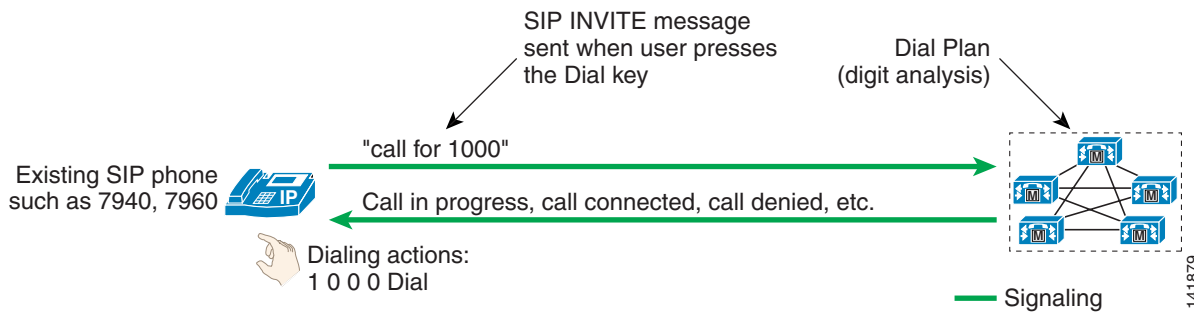 SIP INVITE message
sent when user presses
the Dial key
Dial Plan
(digit analysis)
"call for 1000"
Existing SIP phone
such as 7940, 7960
IP
Call in progress, call connected, call denied, etc.
M
M
M
M
M
Dialing actions:
1 0 0 0 Dial
Signaling
141879